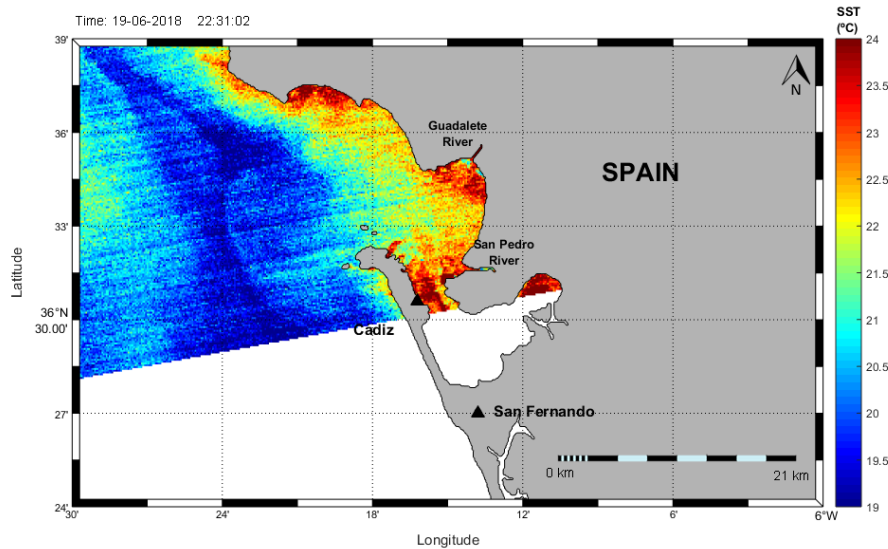 Time: 19-06-2018 22:31:02
SST
(ºC)
39'
36'
33'
36°N
30.00'
27'
24'
Latitude
Guadalete
River
SPAIN
N
San Pedro
River
Cadiz
San Fernando
0 km
21 km
24
23.5
23
22.5
22
21.5
21
20.5
20
19.5
19
30'
24'
18'
12'
6'
6°W
Longitude